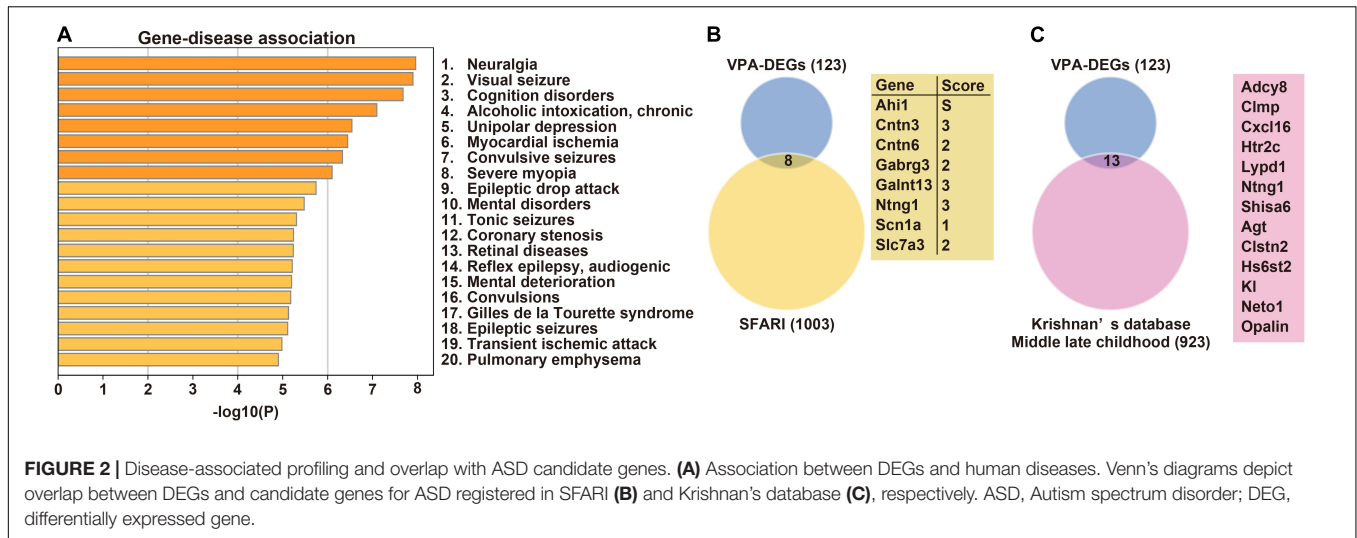 A
Gene-disease association
1. Neuralgia
2. Visual seizure
3. Cognition disorders
4. Alcoholic intoxication, chronic
5. Unipolar depression
6. Myocardial ischemia
7. Convulsive seizures
8. Severe myopia
9. Epileptic drop attack
10. Mental disorders
11. Tonic seizures
12. Coronary stenosis
13. Retinal diseases
14. Reflex epilepsy, audiogenic
15. Mental deterioration
16. Convulsions
17. Gilles de la Tourette syndrome
18. Epileptic seizures
19. Transient ischemic attack
20. Pulmonary emphysema
0 1 2 3 4 5 6 7 8
-log10(P)
B
VPA-DEGs (123)
8
SFARI (1003)
Gene Score
Ahi1 S
Cntn3 3
Cntn6 2
Gabrg3 2
Galnt13 3
Ntng1 3
Scn1a 1
Slc7a3 2
C
VPA-DEGs (123)
13
Krishnan’ s database
Middle late childhood (923)
Adcy8
Clmp
Cxcl16
Htr2c
Lypd1
Ntng1
Shisa6
Agt
Clstn2
Hs6st2
Kl
Neto1
Opalin
FIGURE 2 | Disease-associated profiling and overlap with ASD candidate genes. (A) Association between DEGs and human diseases. Venn’s diagrams depict
overlap between DEGs and candidate genes for ASD registered in SFARI (B) and Krishnan’s database (C), respectively. ASD, Autism spectrum disorder; DEG,
differentially expressed gene.